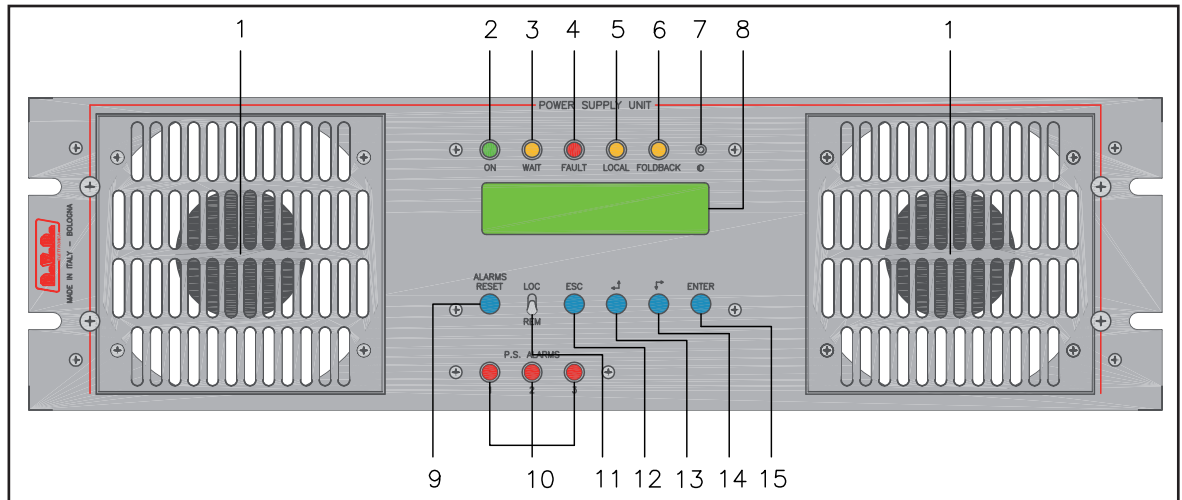 1 2 3 4 5 6 7 8 1
POWER SUPPLY UNIT
ON WAIT FAULT LOCAL FOLDBACK
MADE IN ITALY - BOLOGNA
ALARMS RESET
LOC
REM
ESC
ENTER
P.S. ALARMS
1 2 3
9 10 11 12 13 14 15